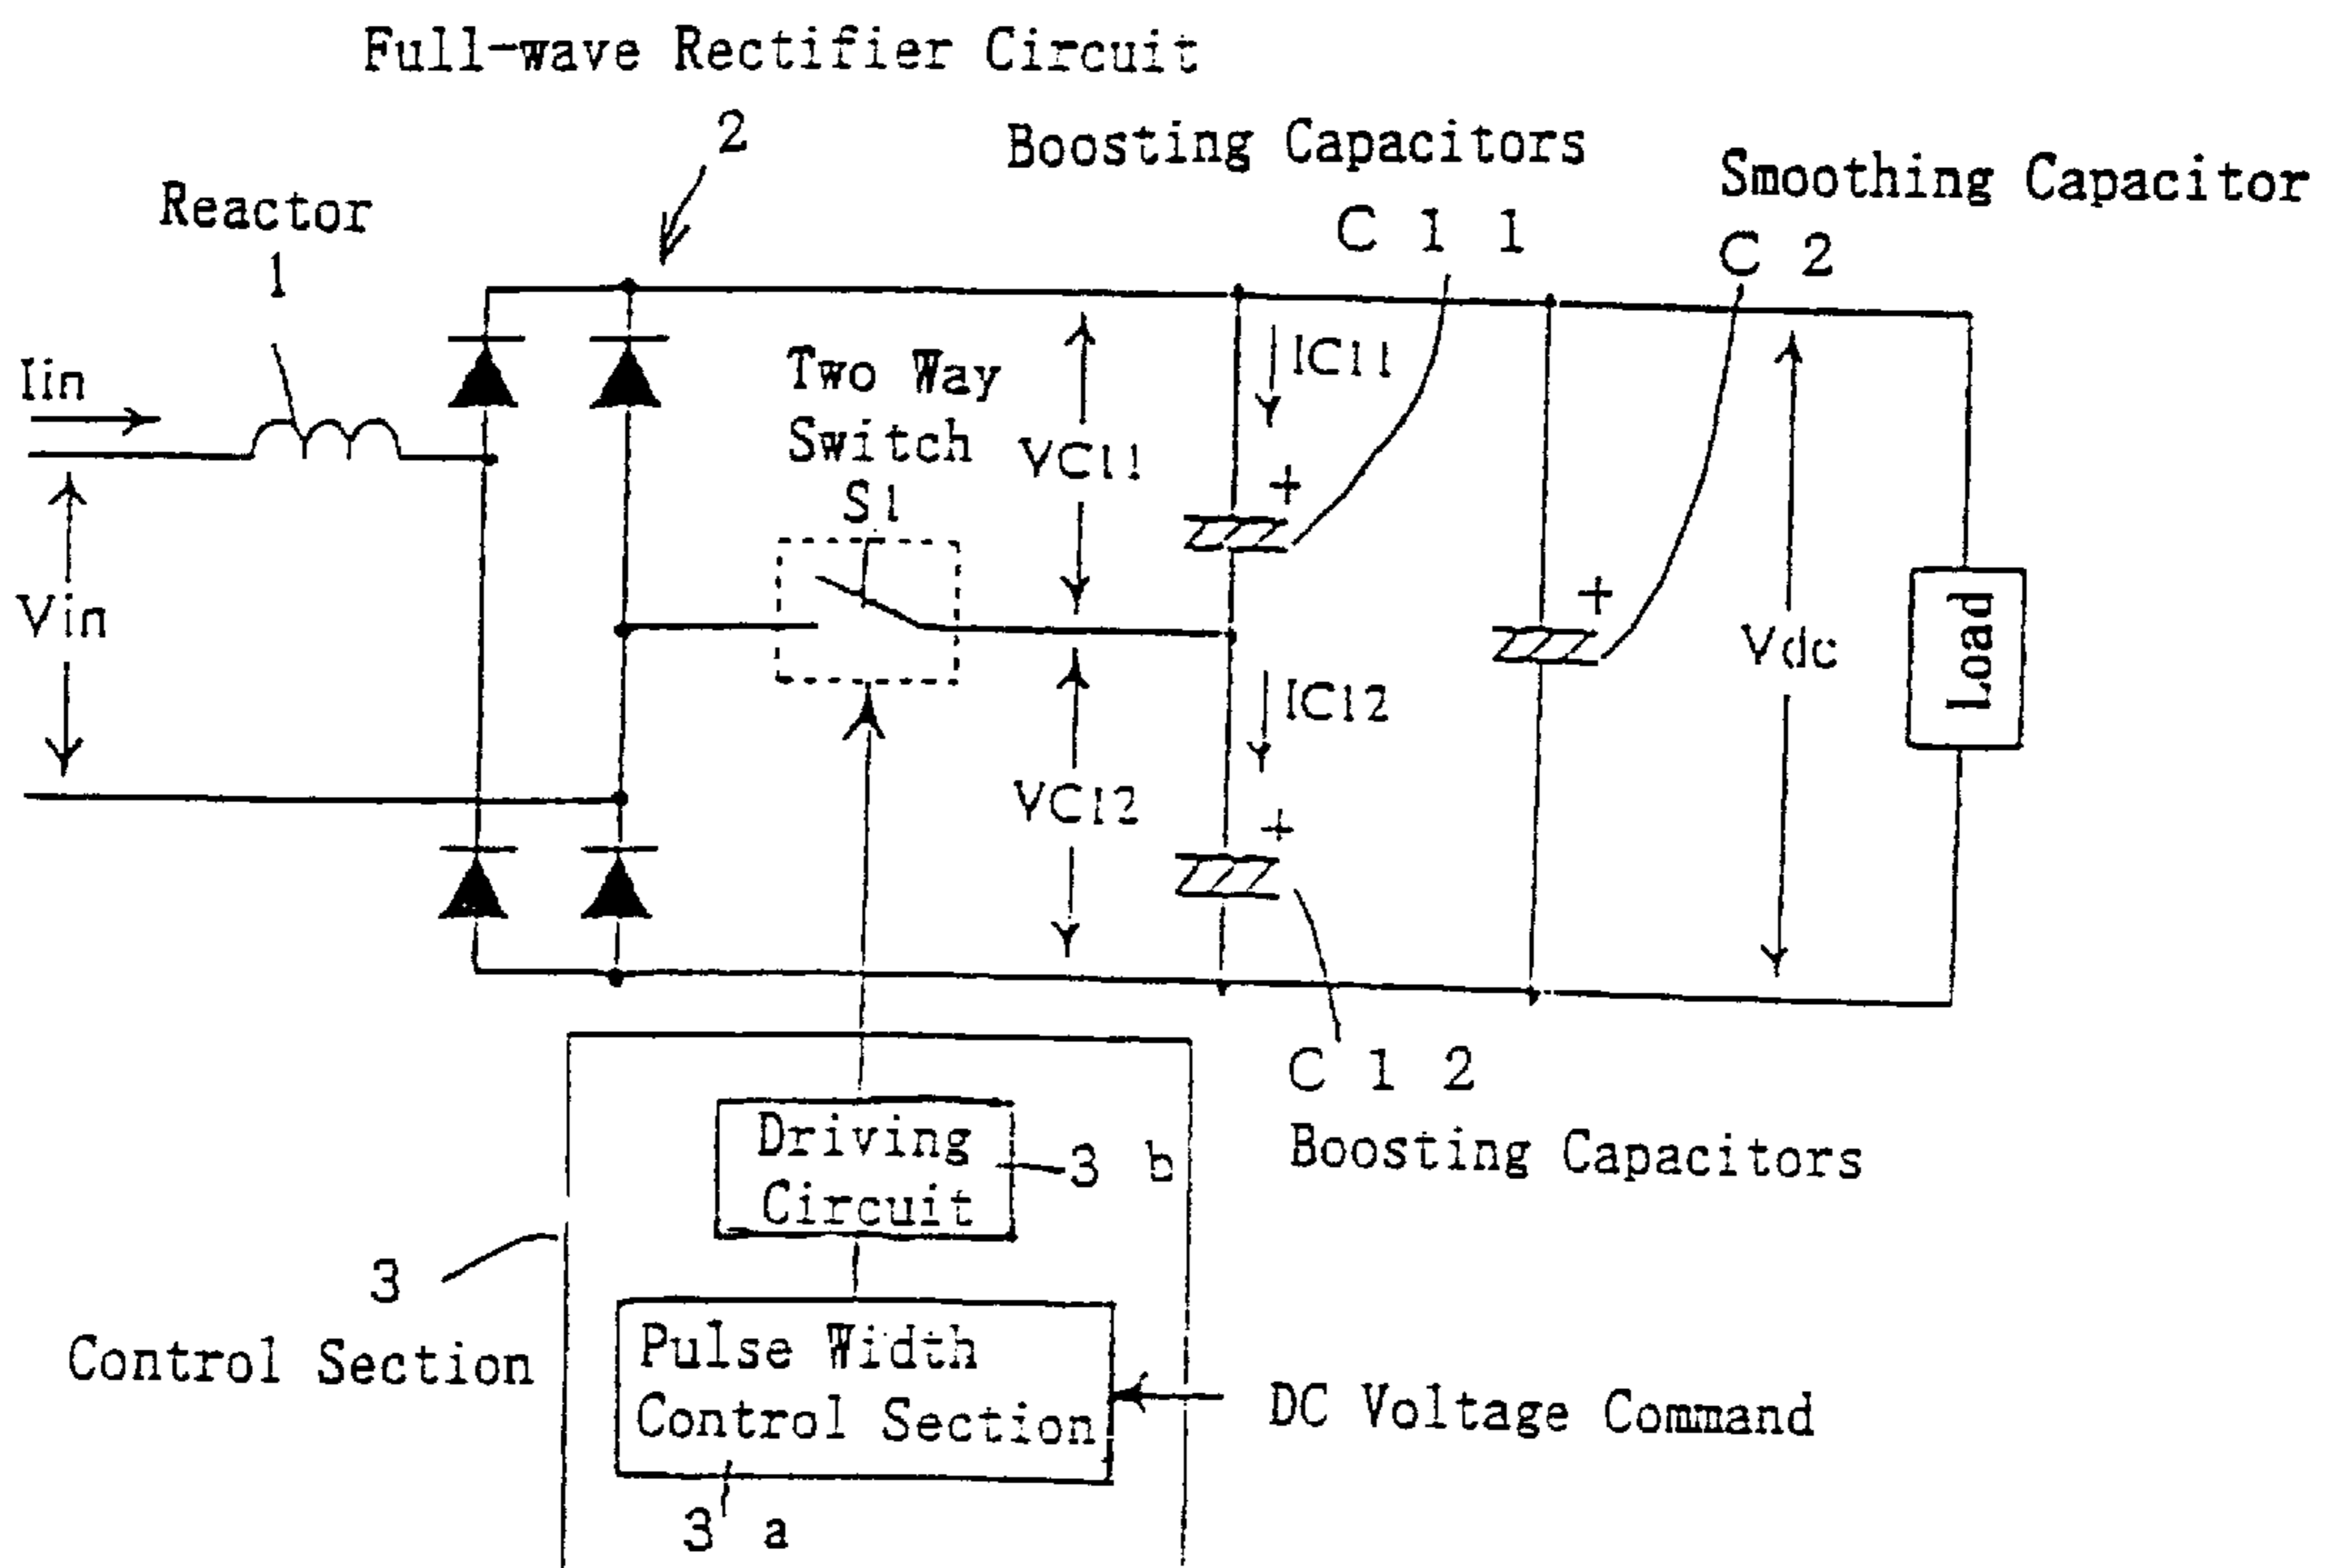 Full-wave Rectifier Circuit
2
Boosting Capacitors
C 1 1
Smoothing Capacitor
C 2
Reactor
1
Iin
Two Way
Switch
S1
VC11
IC11
+
Vin
+
Vdc
Load
IC12
VC12
+
C 1 2
Boosting Capacitors
Driving
Circuit
3 b
3
Control Section
Pulse Width
Control Section
DC Voltage Command
3 a